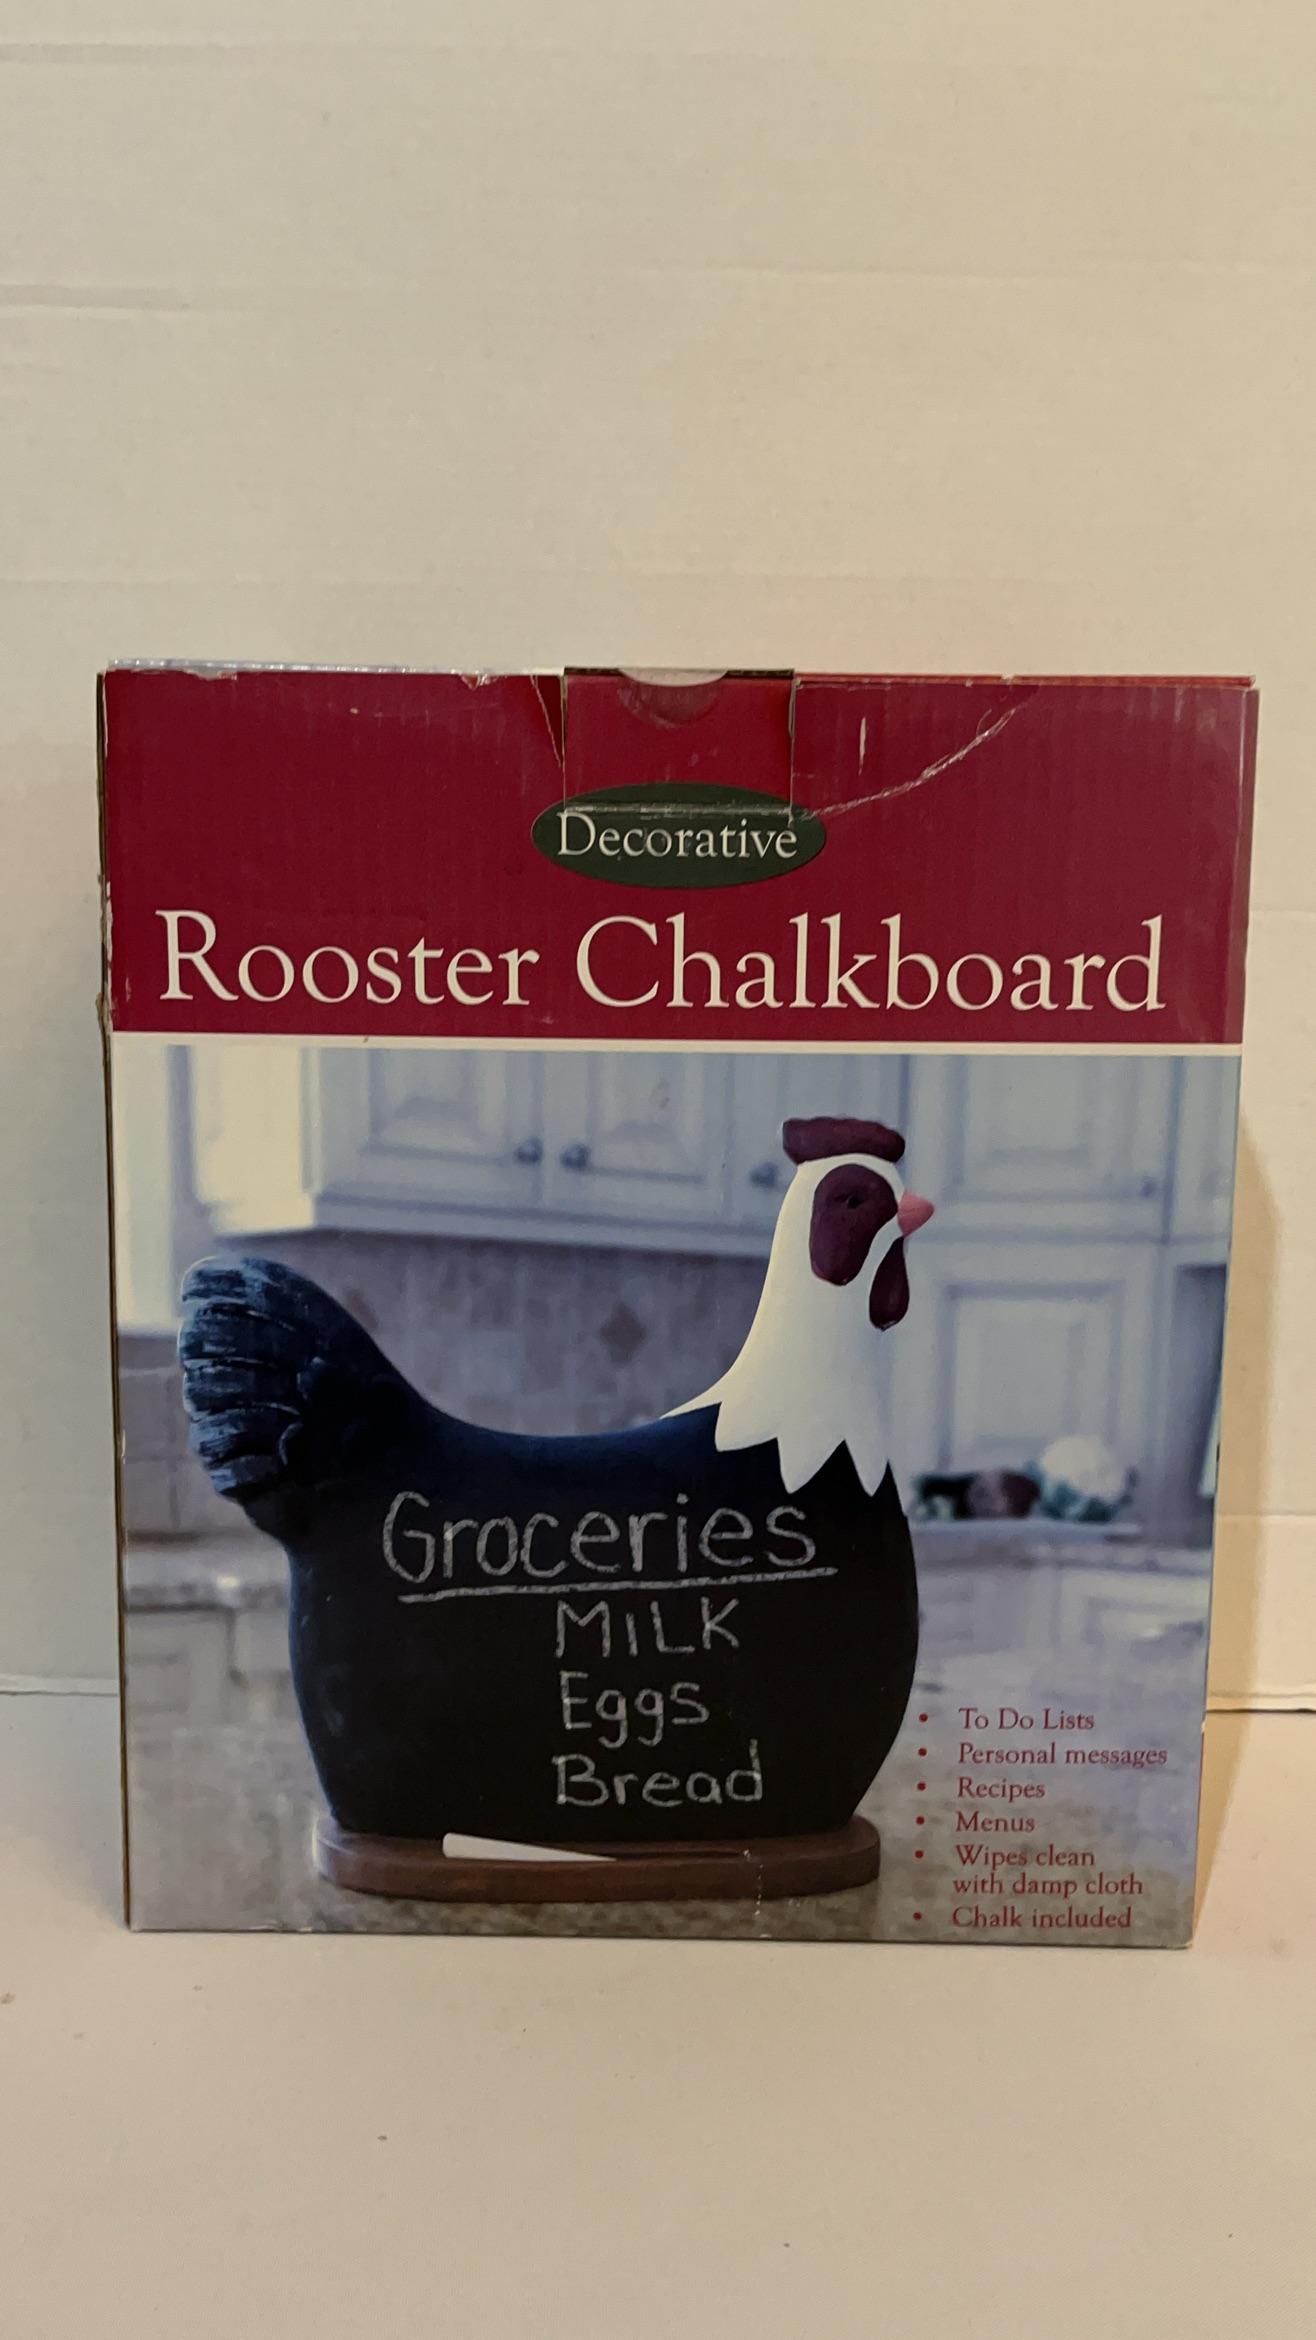 Decorative
Rooster Chalkboard
Groceries
MiLK
Eggs
Bread
• To Do Lists
• Personal messages
• Recipes
• Menus
• Wipes clean
with damp cloth
• Chalk included